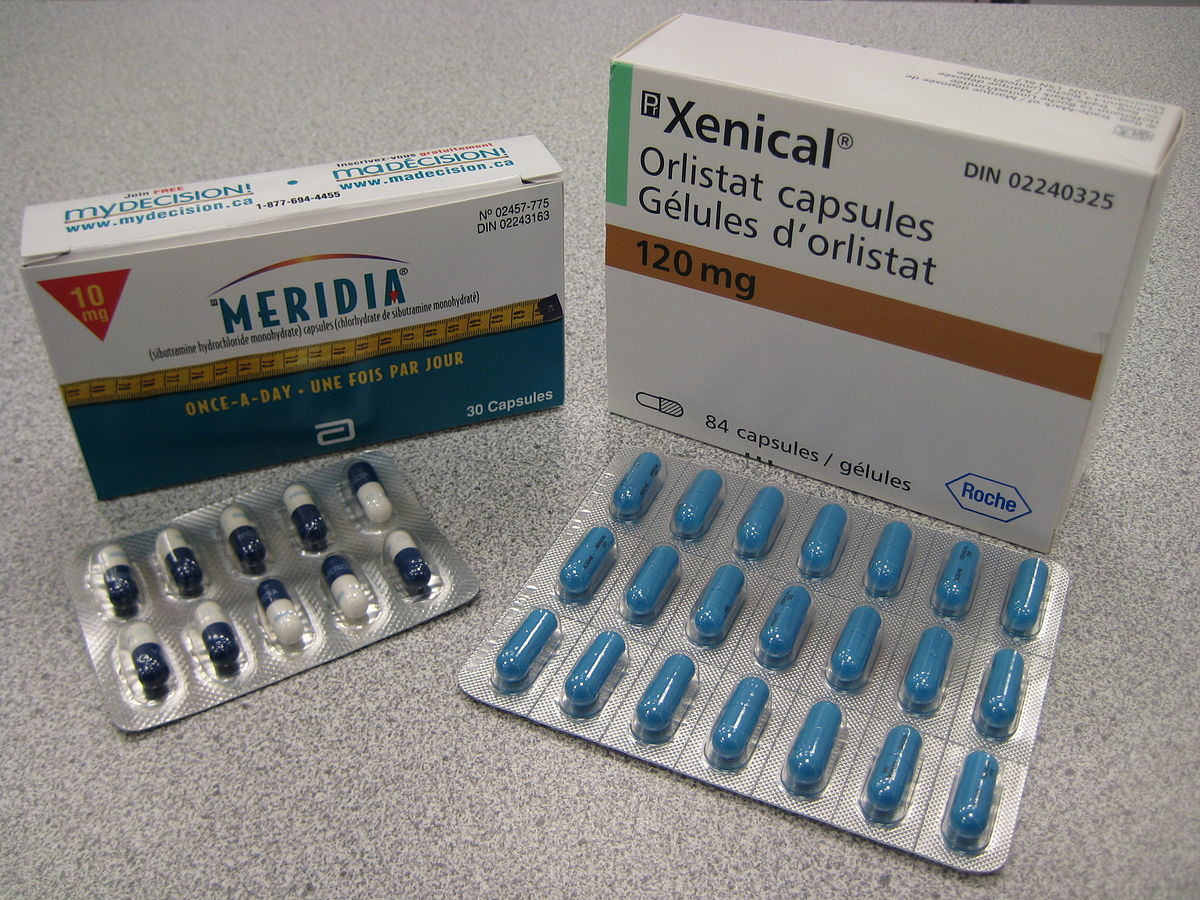 Join FREE
myDECISION!
www.mydecision.ca
1-877-694-4455
Inscrivez-vous gratuitement
maDECISION!
www.madecision.ca
Nº 02457-775
DIN 02243163
10
mg
MERIDIA®
(sibutramine hydrochloride monohydrate) capsules (chlorhydrate de sibutramine monohydraté)
ONCE-A-DAY • UNE FOIS PAR JOUR
30 Capsules
Pr Xenical®
DIN 02240325
Orlistat capsules
Gélules d'orlistat
120 mg
84 capsules / gélules
Roche